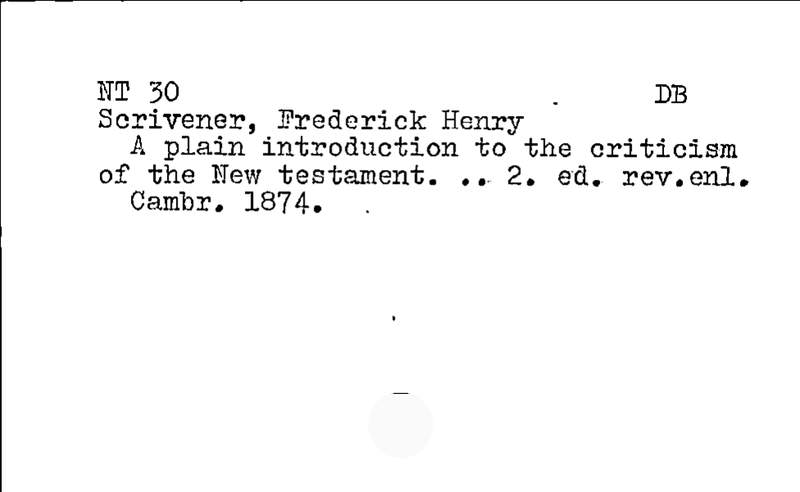 NT 30 DB
Scrivener, Frederick Henry
A plain introduction to the criticism
of the New testament. ... 2. ed. rev.enl.
Cambr. 1874.